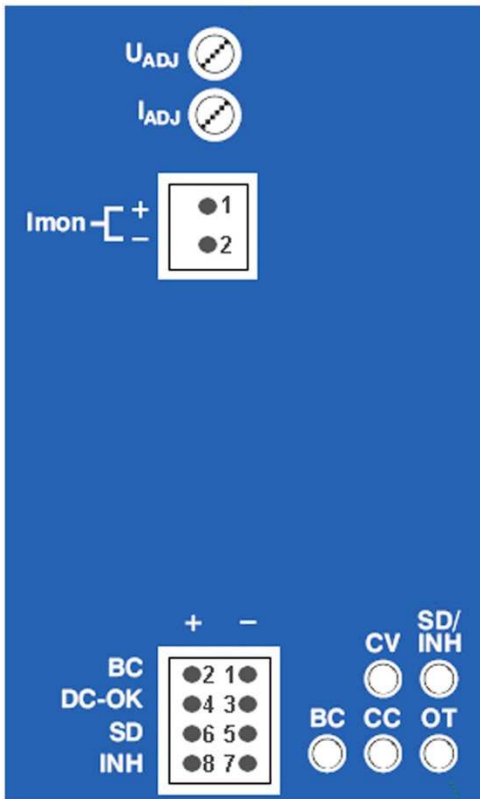 UADJ
IADJ
Imon + 1
− 2
+ −
SD/
CV INH
BC 2 1
DC-OK 4 3
BC CC OT
SD 6 5
INH 8 7